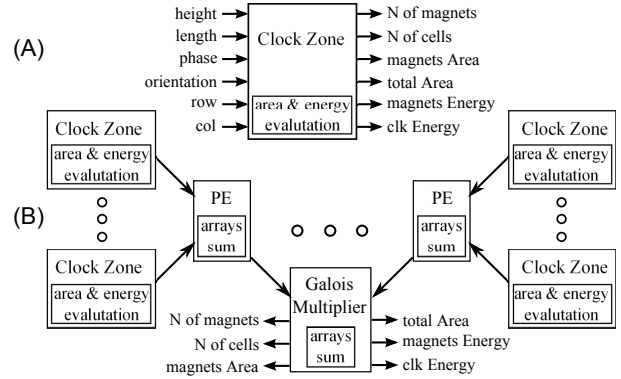 (A)
height
length
phase
orientation
row
col
Clock Zone
area & energy
evalutation
N of magnets
N of cells
magnets Area
total Area
magnets Energy
clk Energy
(B)
Clock Zone
area & energy
evalutation
Clock Zone
area & energy
evalutation
PE
arrays
sum
PE
arrays
sum
Clock Zone
area & energy
evalutation
Clock Zone
area & energy
evalutation
Galois
Multiplier
arrays
sum
N of magnets
N of cells
magnets Area
total Area
magnets Energy
clk Energy